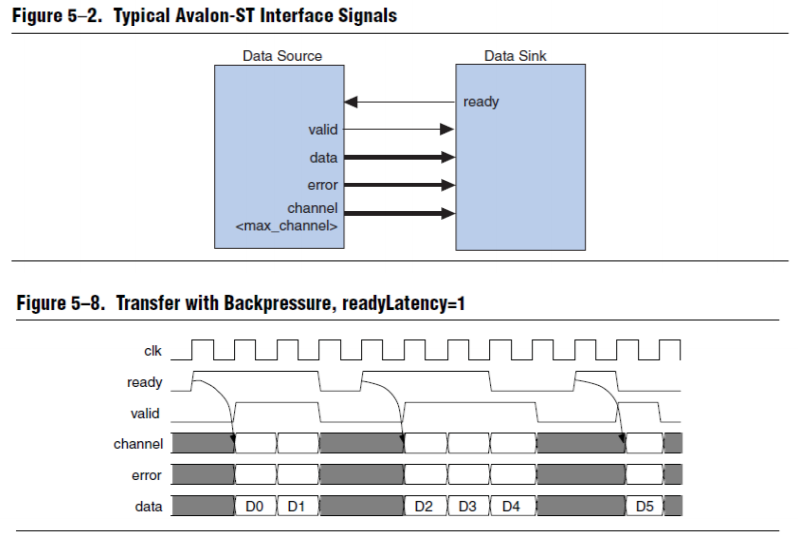 Figure 5–2. Typical Avalon-ST Interface Signals
Data Source
Data Sink
ready
valid
data
error
channel
<max_channel>
Figure 5–8. Transfer with Backpressure, readyLatency=1
clk
ready
valid
channel
error
data
D0
D1
D2
D3
D4
D5